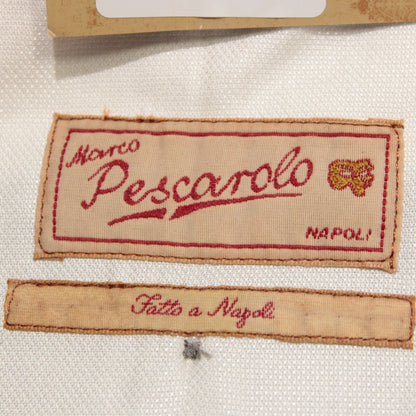 Marco
Pescarolo
NAPOLI
Fatto a Napoli